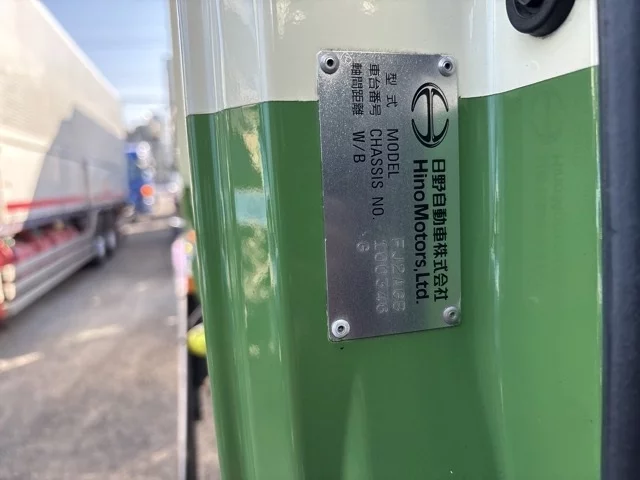 日野自動車株式会社
HinoMotors,Ltd.
型式 MODEL
車台番号 CHASSIS NO. 100346
軸間距離 W/B G